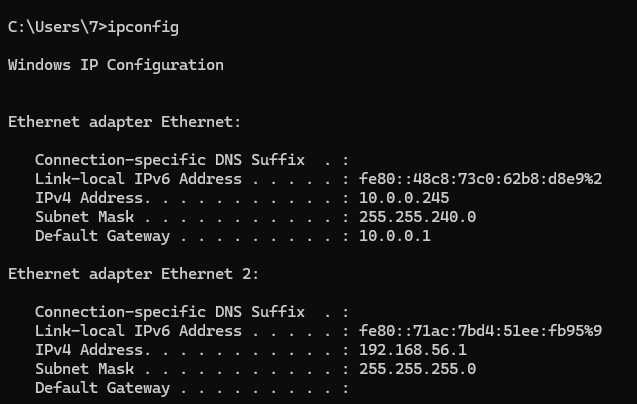 C:\Users\7>ipconfig
Windows IP Configuration
Ethernet adapter Ethernet:
Connection-specific DNS Suffix  . :
Link-local IPv6 Address . . . . . : fe80::48c8:73c0:62b8:d8e9%2
IPv4 Address. . . . . . . . . . . : 10.0.0.245
Subnet Mask . . . . . . . . . . . : 255.255.240.0
Default Gateway . . . . . . . . . : 10.0.0.1
Ethernet adapter Ethernet 2:
Connection-specific DNS Suffix  . :
Link-local IPv6 Address . . . . . : fe80::71ac:7bd4:51ee:fb95%9
IPv4 Address. . . . . . . . . . . : 192.168.56.1
Subnet Mask . . . . . . . . . . . : 255.255.255.0
Default Gateway . . . . . . . . . :